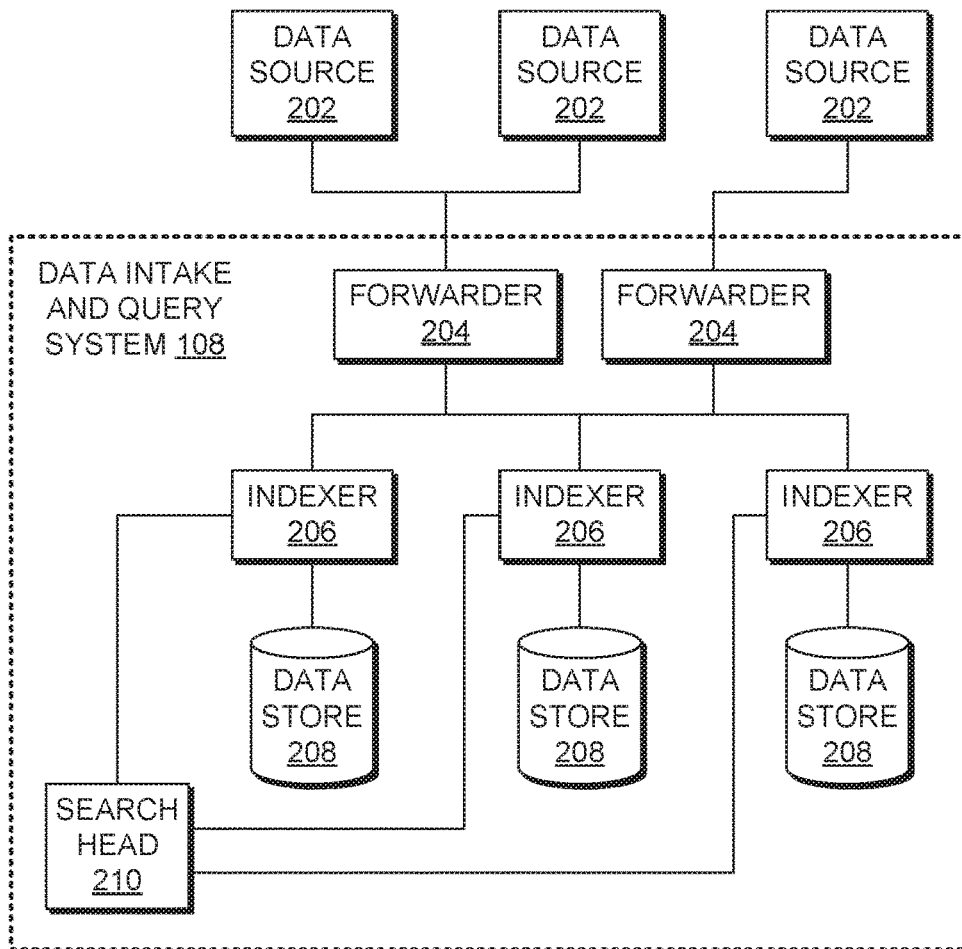 DATA
SOURCE
202
DATA
SOURCE
202
DATA
SOURCE
202
DATA INTAKE
AND QUERY
SYSTEM 108
FORWARDER
204
FORWARDER
204
INDEXER
206
INDEXER
206
INDEXER
206
DATA
STORE
208
DATA
STORE
208
DATA
STORE
208
SEARCH
HEAD
210